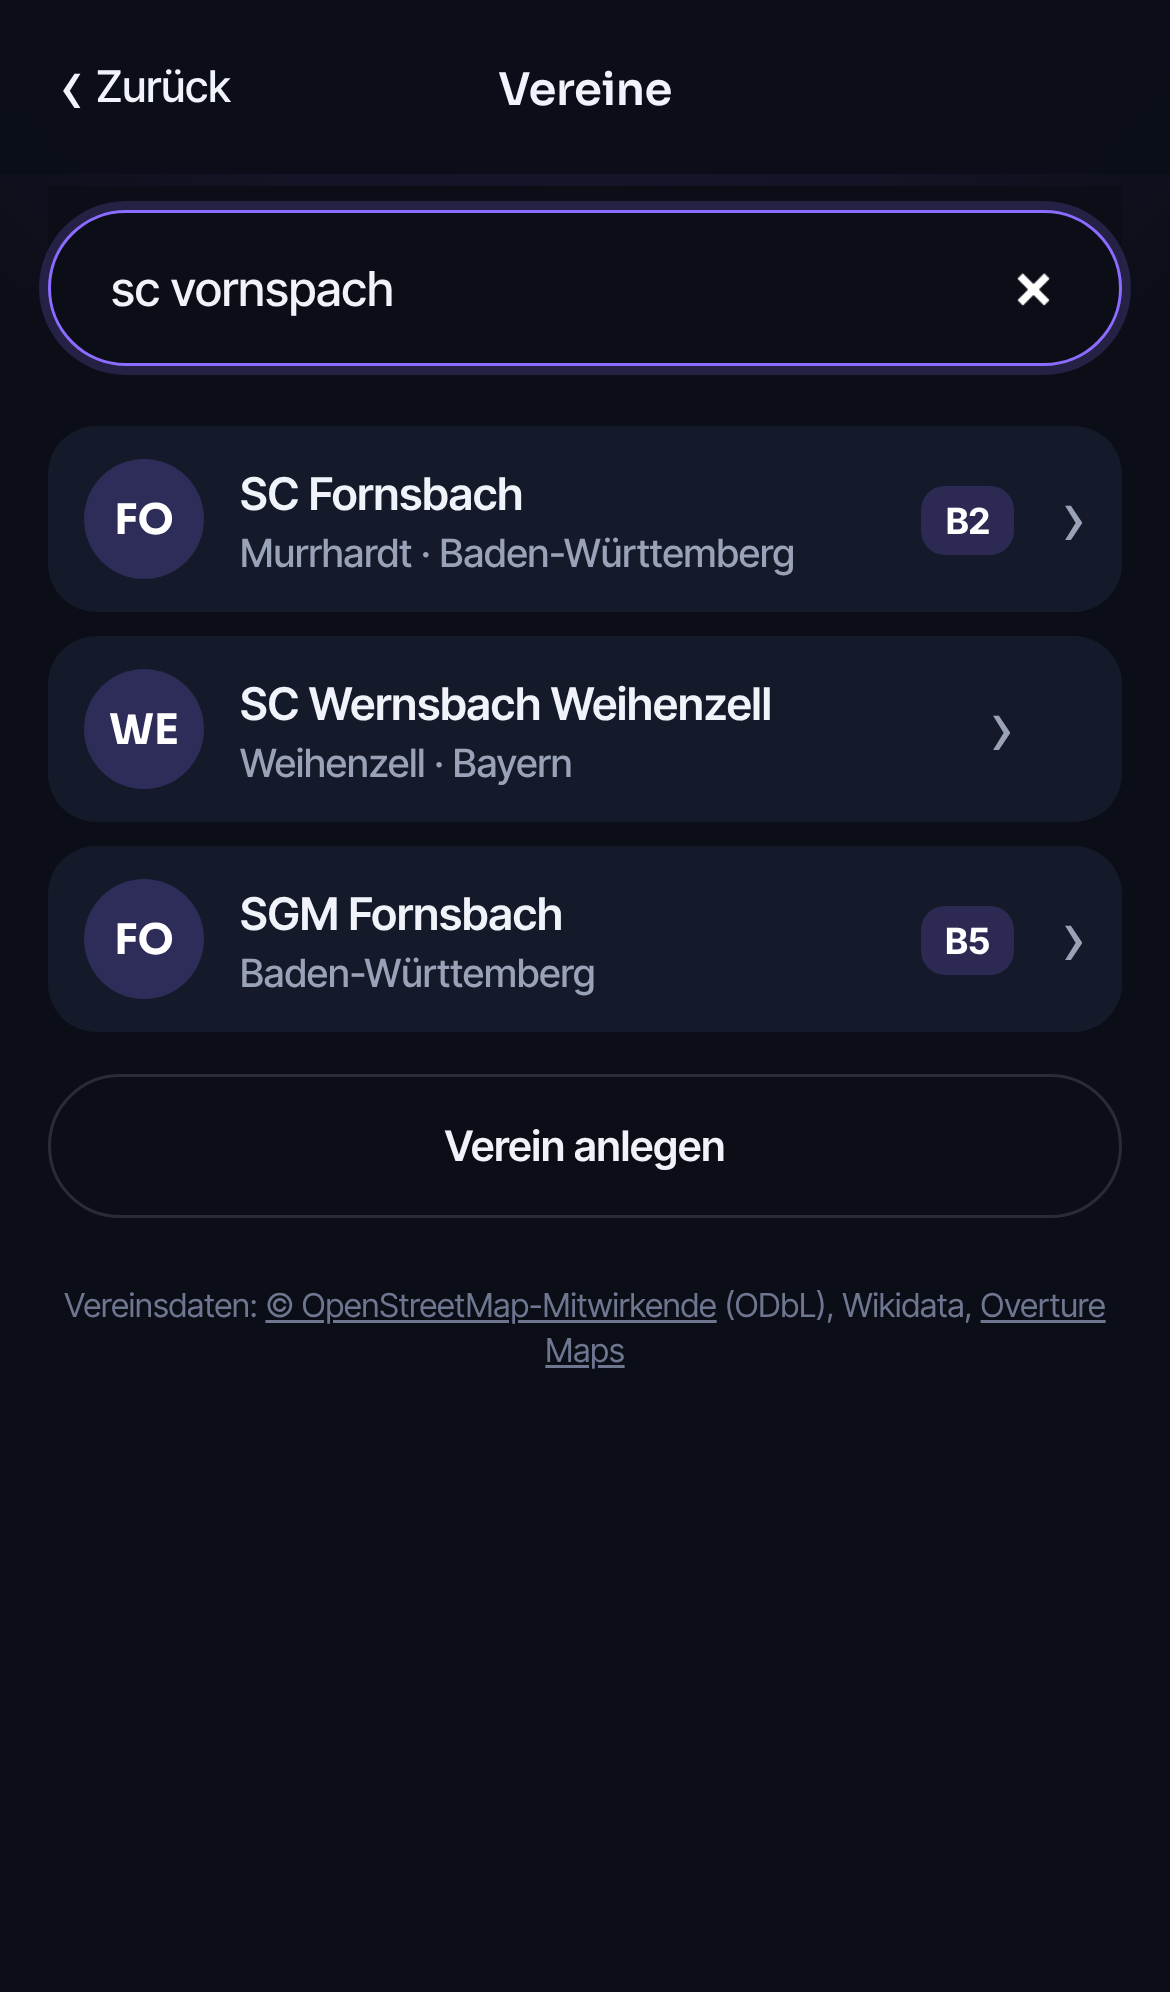 Zurück
Vereine
sc vornspach
FO
SC Fornsbach
Murrhardt · Baden-Württemberg
B2
WE
SC Wernsbach Weihenzell
Weihenzell · Bayern
FO
SGM Fornsbach
Baden-Württemberg
B5
Verein anlegen
Vereinsdaten: © OpenStreetMap-Mitwirkende (ODbL), Wikidata, Overture
Maps